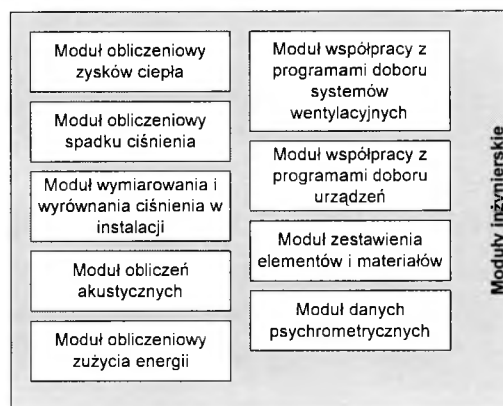 Moduł obliczeniowy
zysków ciepła
Moduł obliczeniowy
spadku ciśnienia
Moduł wymiarowania i
wyrównania ciśnienia w
instalacji
Moduł obliczeń
akustycznych
Moduł obliczeniowy
zużycia energii
Moduł współpracy z
programami doboru
systemów
wentylacyjnych
Moduł współpracy z
programami doboru
urządzeń
Moduł zestawienia
elementów i materiałów
Moduł danych
psychrometrycznych
Moduły inżynierskie